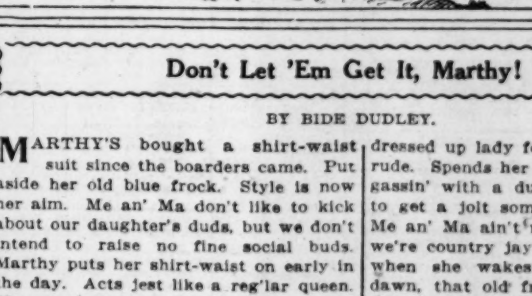 Don't Let 'Em Get It, Marthy!
BY BIDE DUDLEY.
MARTHY'S bought a shirt-waist
suit since the boarders came. Put
aside her old blue frock. Style is now
her aim. Me an' Ma don't like to kick
about our daughter's duds, but we don't
intend to raise no fine social buds.
Marthy puts her shirt-waist on early in
the day. Acts jest like a reg'lar queen.
dressed up lady
rude. Spends her
gassin' with a
to get a jolt som
Me an' Ma ain't
we're country jay
when she wakes
dawn, that old